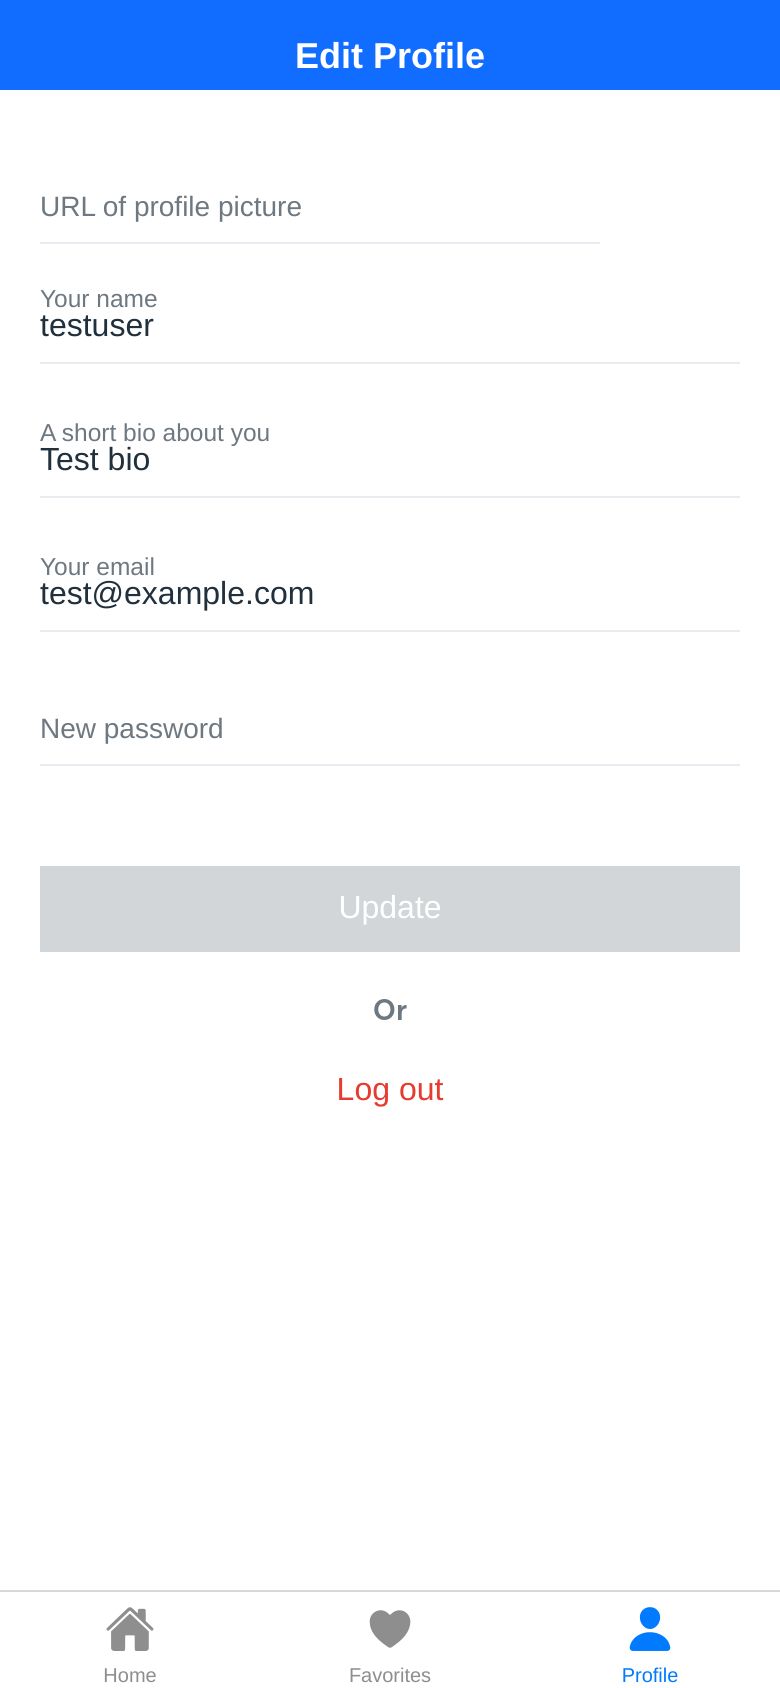 Edit Profile
URL of profile picture
Your name
testuser
A short bio about you
Test bio
Your email
test@example.com
New password
Update
Or
Log out
Home
Favorites
Profile